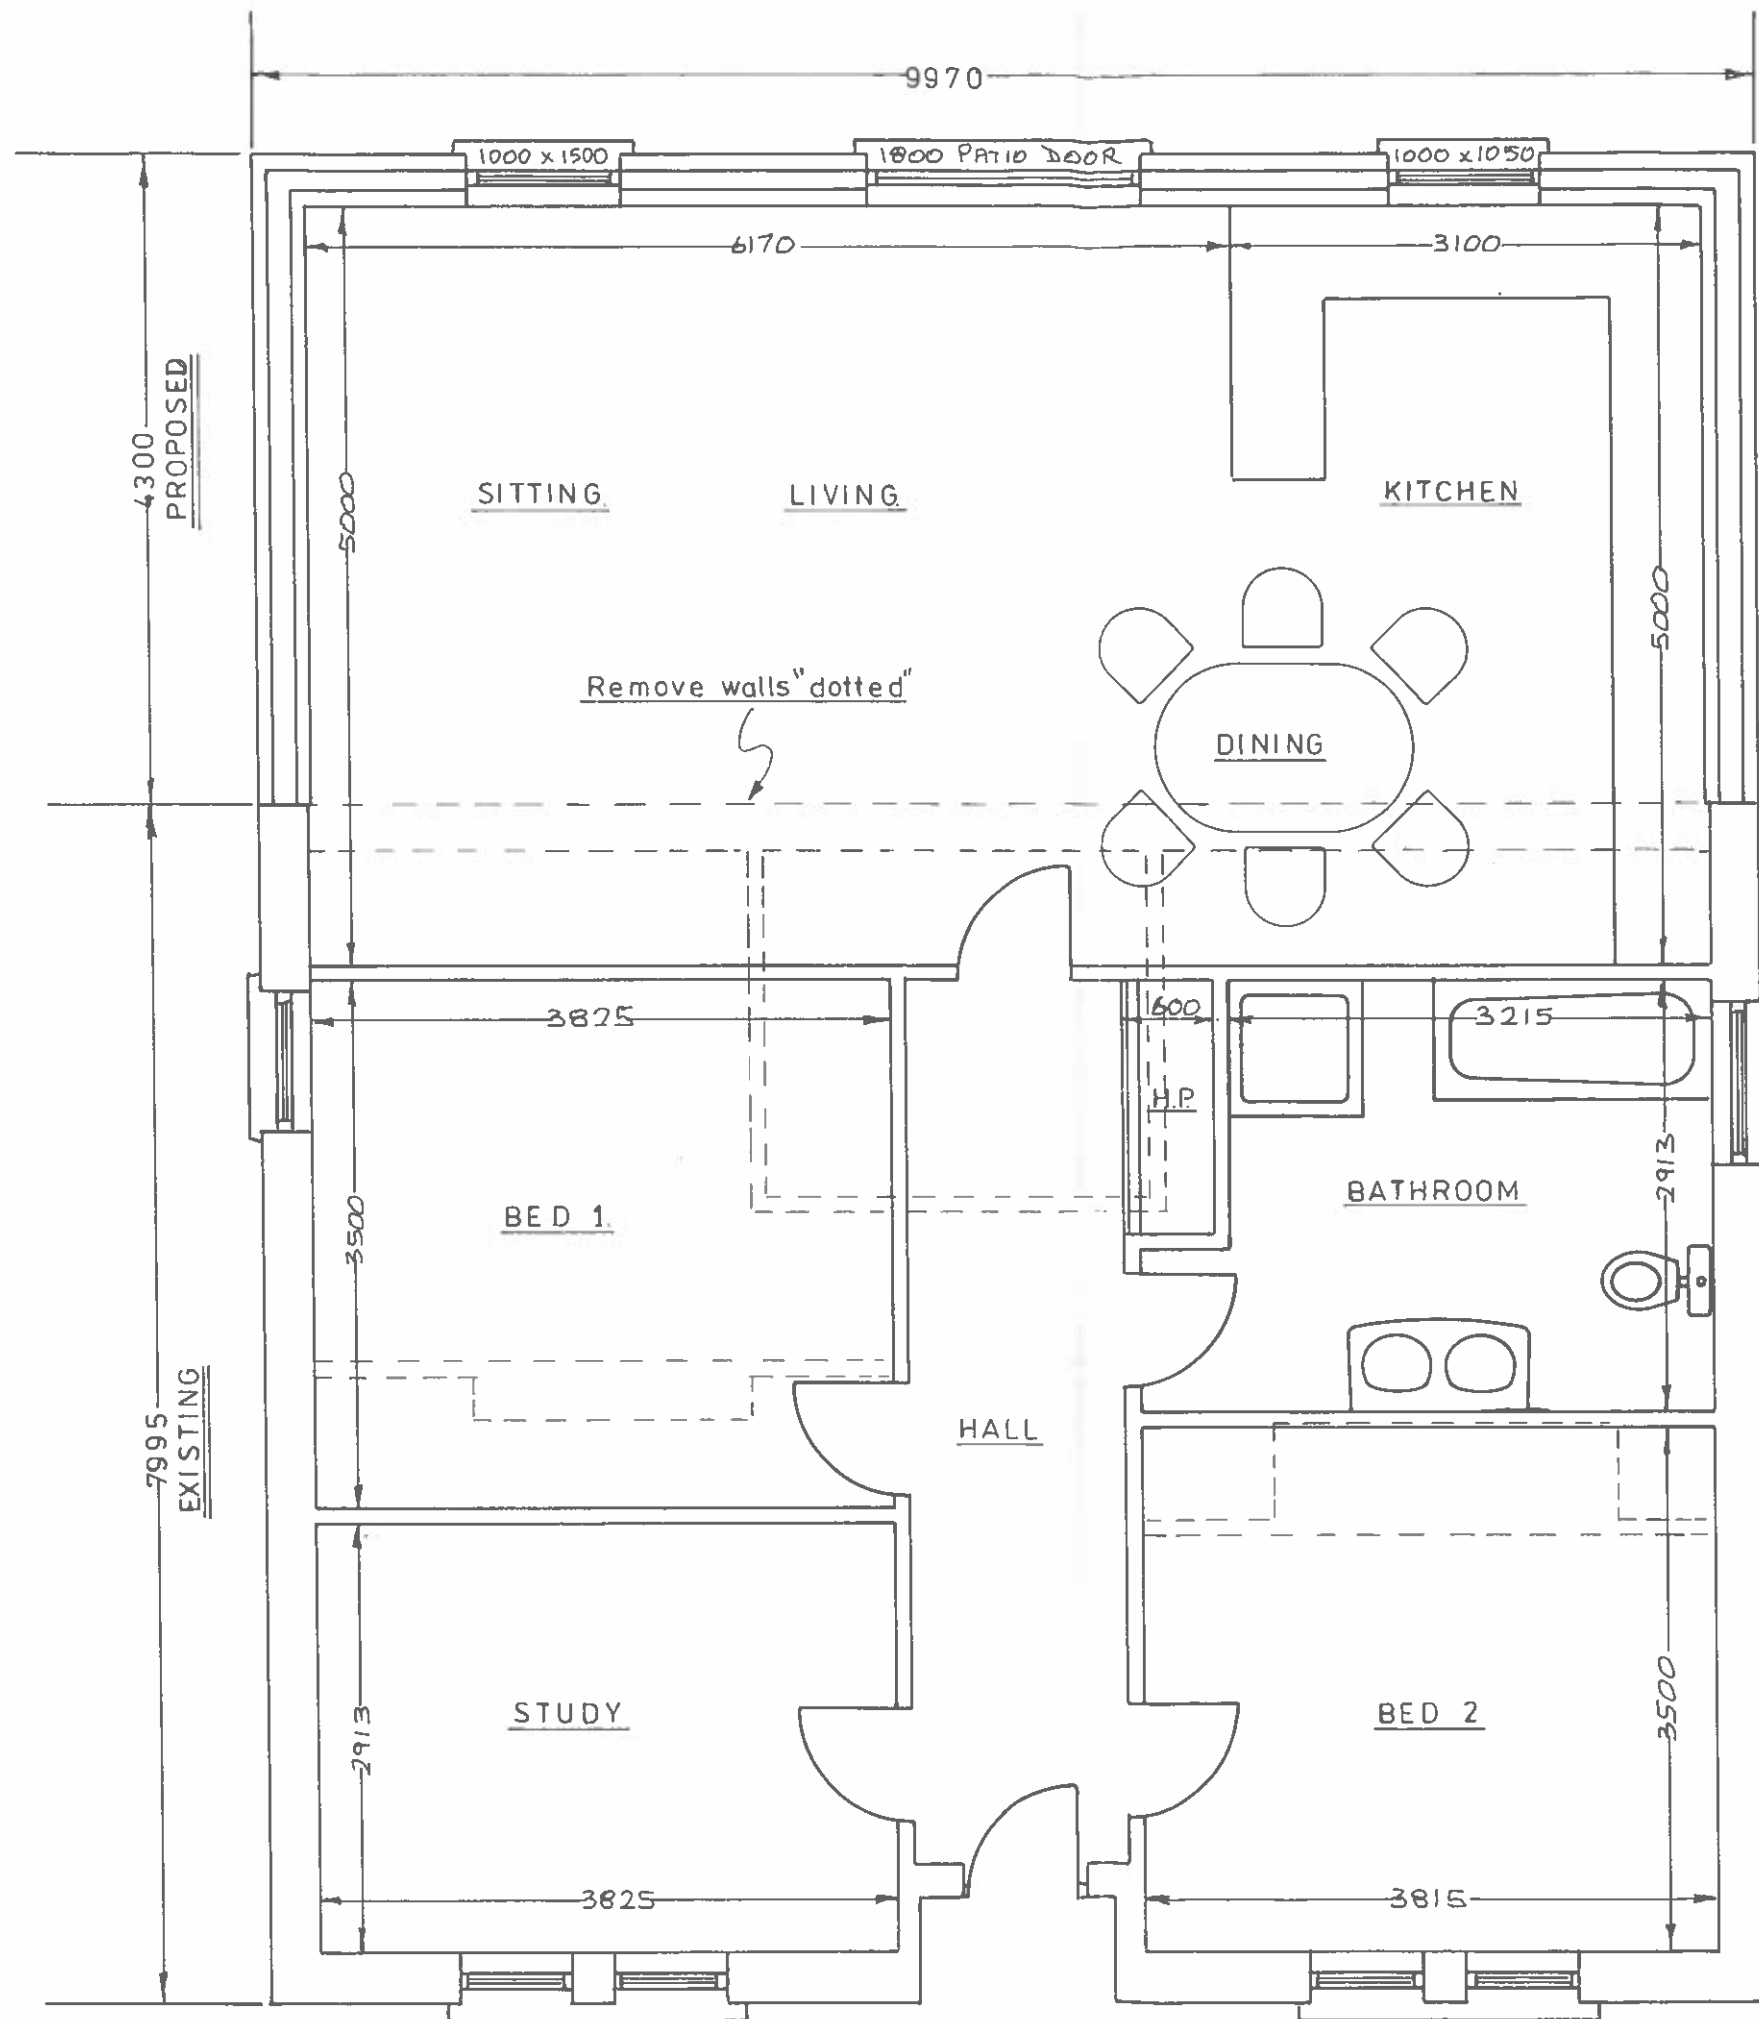 9970
1000 x 1500
1800 PATIO DOOR
1000 x 1050
6170
3100
4300
PROPOSED
5000
SITTING
LIVING
KITCHEN
5000
Remove walls "dotted"
DINING
3825
600
3215
H.P.
2913
BATHROOM
BED 1
3500
HALL
7995
EXISTING
STUDY
2913
BED 2
3500
3825
3815